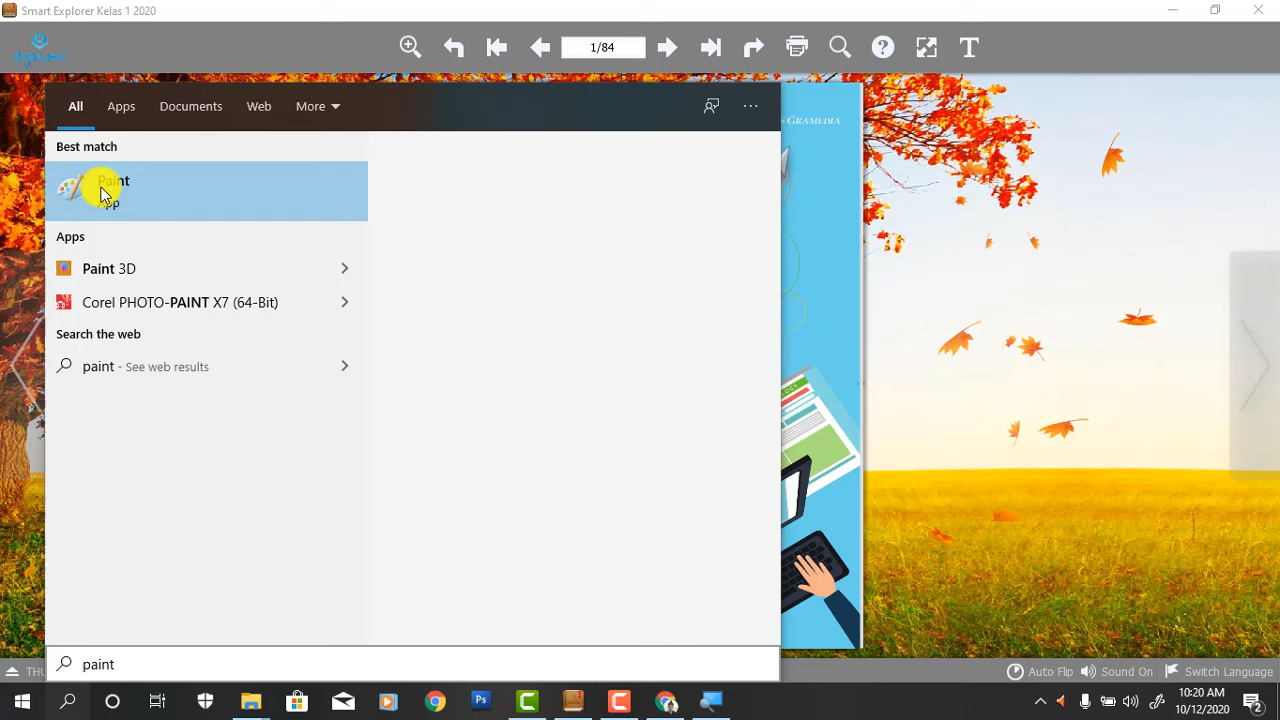 Smart Explorer Kelas 1 2020
1/84
All Apps Documents Web More
GRAMEDIA
Best match
Paint
App
Apps
Paint 3D
Corel PHOTO-PAINT X7 (64-Bit)
Search the web
paint - See web results
paint
Auto Flip Sound On Switch Language
10:20 AM
10/12/2020
2